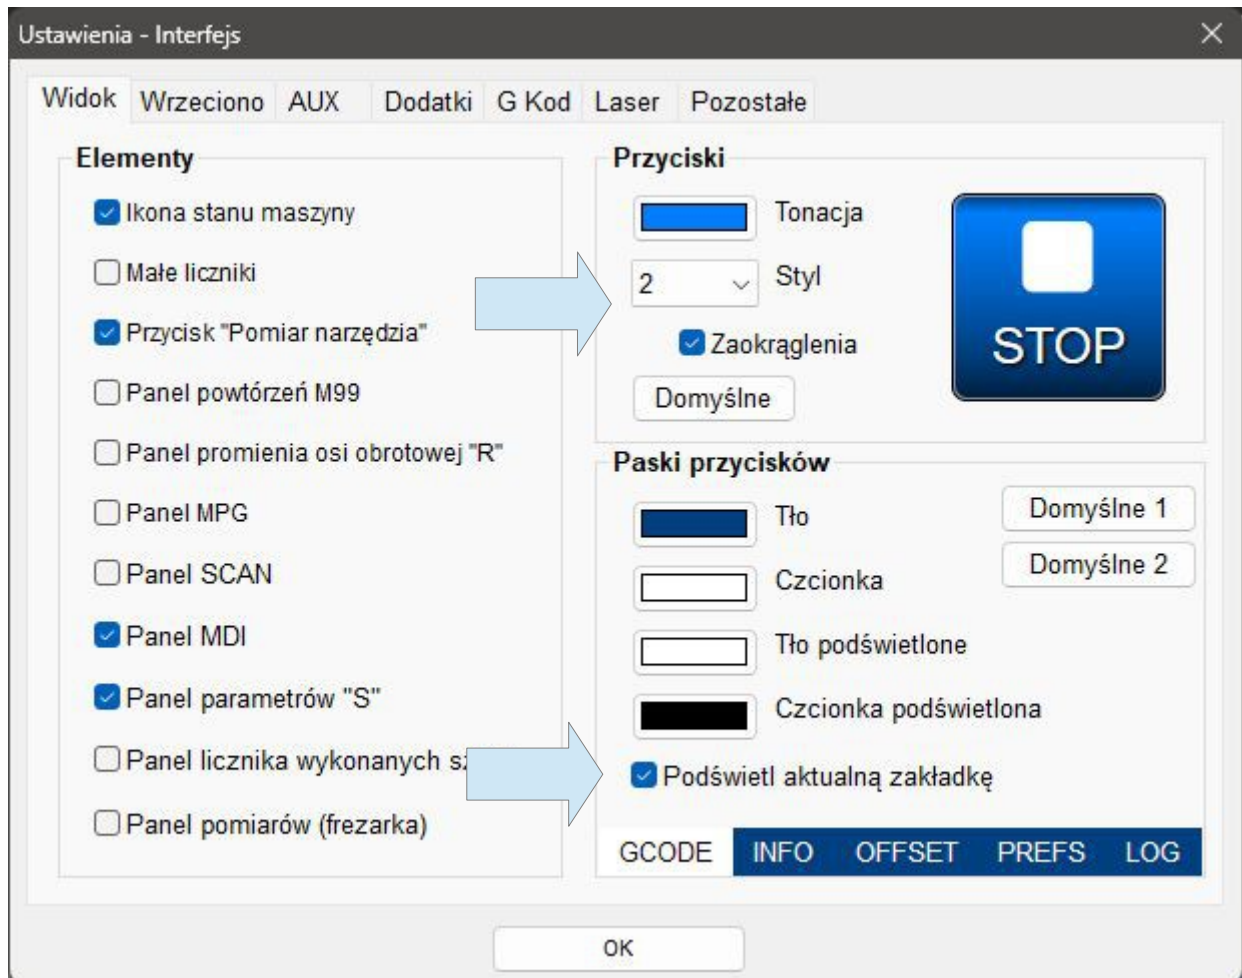 Ustawienia - Interfejs
Widok Wrzeciono AUX Dodatki G Kod Laser Pozostałe
Elementy
Ikona stanu maszyny
Małe liczniki
Przycisk "Pomiar narzędzia"
Panel powtórzeń M99
Panel promienia osi obrotowej "R"
Panel MPG
Panel SCAN
Panel MDI
Panel parametrów "S"
Panel licznika wykonanych
Panel pomiarów (frezarka)
Przyciski
Tonacja
2 Styl
Zaokrąglenia
Domyślne
STOP
Paski przycisków
Tło
Domyślne 1
Czcionka
Domyślne 2
Tło podświetlone
Czcionka podświetlona
Podświetl aktualną zakładkę
GCODE INFO OFFSET PREFS LOG
OK